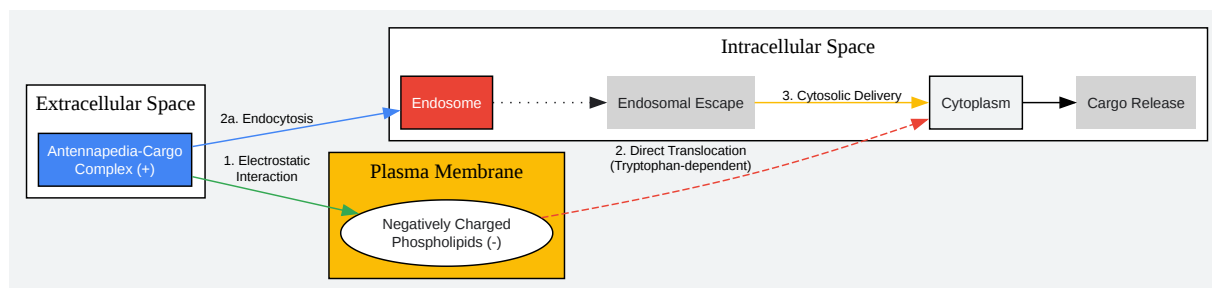 Extracellular Space
Antennapedia-Cargo
Complex (+)
2a. Endocytosis
1. Electrostatic
Interaction
Plasma Membrane
Negatively Charged
Phospholipids (-)
Intracellular Space
Endosome
Endosomal Escape
3. Cytosolic Delivery
Cytoplasm
Cargo Release
2. Direct Translocation
(Tryptophan-dependent)